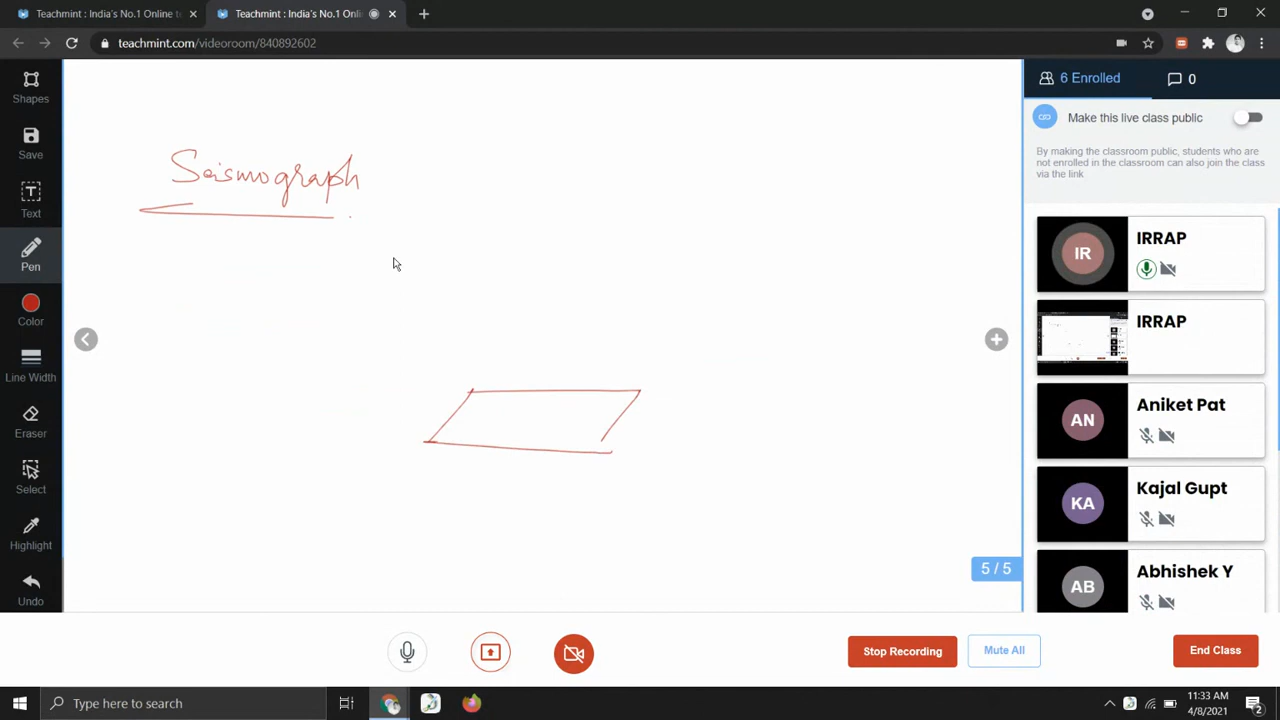 Teachmint : India's No.1 Online t
Teachmint : India's No.1 Onlin
teachmint.com/videoroom/840892602
Shapes
Save
Text
Pen
Color
Line Width
Eraser
Select
Highlight
Undo
Seismograph
5 / 5
6 Enrolled
0
Make this live class public
By making the classroom public, students who are
not enrolled in the classroom can also join the class
via the link
IR
IRRAP
IRRAP
AN
Aniket Pat
KA
Kajal Gupt
AB
Abhishek Y
Stop Recording
Mute All
End Class
Type here to search
11:33 AM
4/8/2021
2